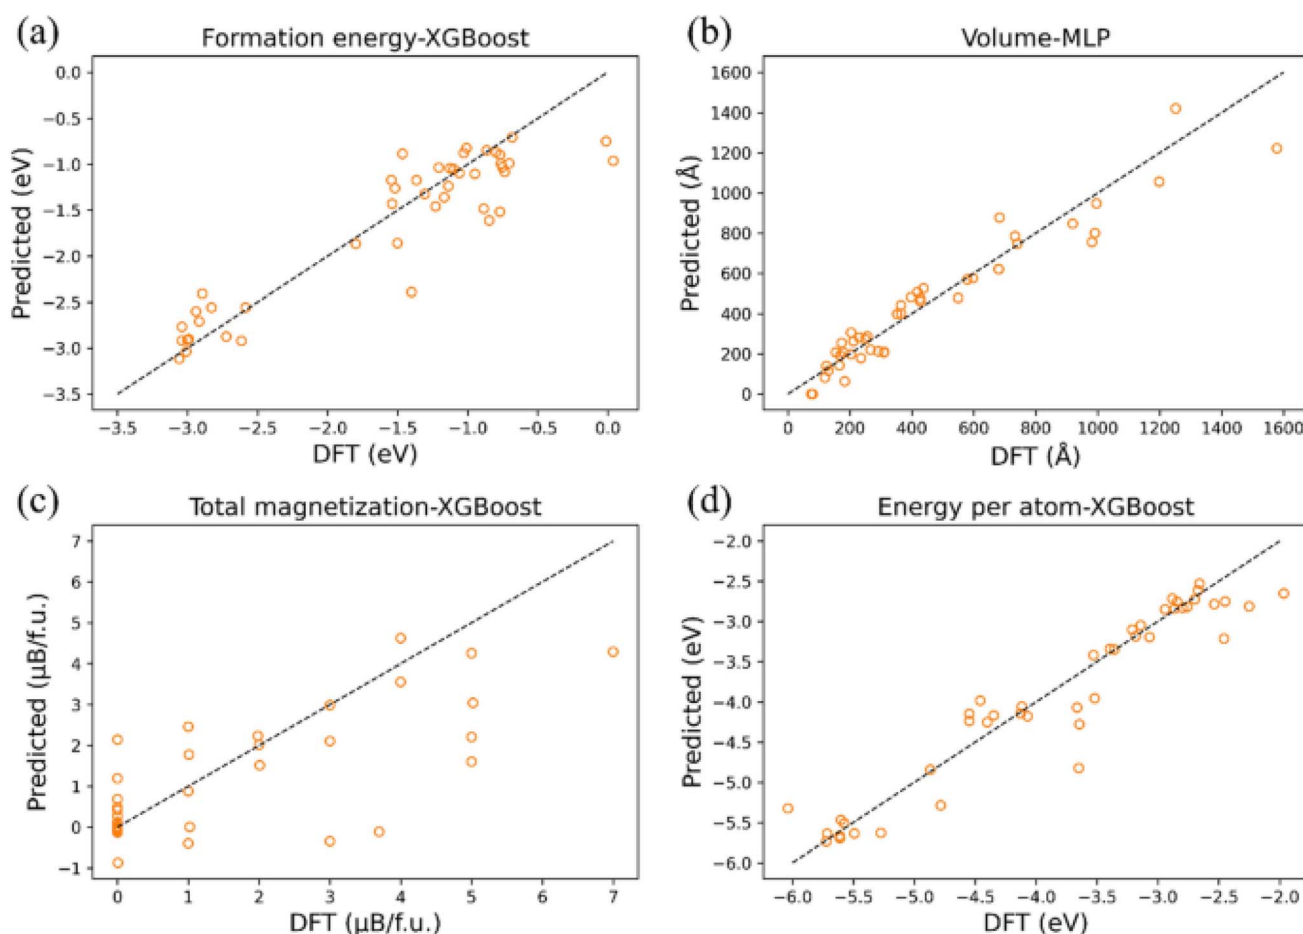 (a)
Formation energy-XGBoost
Predicted (eV)
0.0
−0.5
−1.0
−1.5
−2.0
−2.5
−3.0
−3.5
−3.5 −3.0 −2.5 −2.0 −1.5 −1.0 −0.5 0.0
DFT (eV)
(b)
Volume-MLP
Predicted (Å)
1600
1400
1200
1000
800
600
400
200
0
0 200 400 600 800 1000 1200 1400 1600
DFT (Å)
(c)
Total magnetization-XGBoost
Predicted (μB/f.u.)
7
6
5
4
3
2
1
0
−1
0 1 2 3 4 5 6 7
DFT (μB/f.u.)
(d)
Energy per atom-XGBoost
Predicted (eV)
−2.0
−2.5
−3.0
−3.5
−4.0
−4.5
−5.0
−5.5
−6.0
−6.0 −5.5 −5.0 −4.5 −4.0 −3.5 −3.0 −2.5 −2.0
DFT (eV)